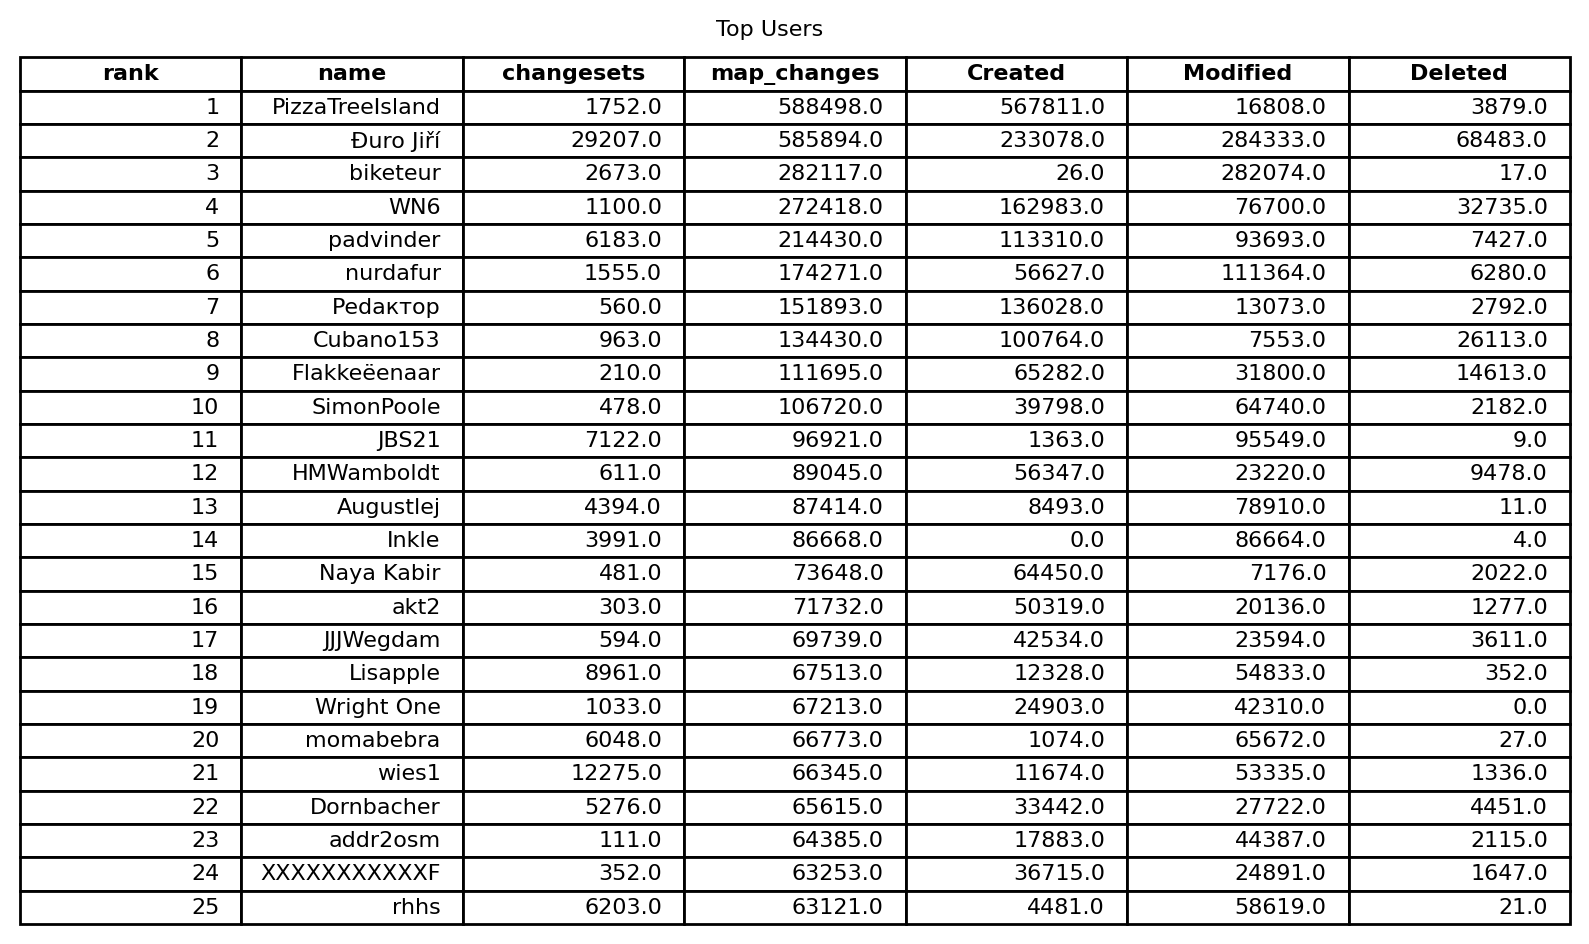 Top Users
rank name changesets map_changes Created Modified Deleted
1 PizzaTreeIsland 1752.0 588498.0 567811.0 16808.0 3879.0
2 Đuro Jiří 29207.0 585894.0 233078.0 284333.0 68483.0
3 biketeur 2673.0 282117.0 26.0 282074.0 17.0
4 WN6 1100.0 272418.0 162983.0 76700.0 32735.0
5 padvinder 6183.0 214430.0 113310.0 93693.0 7427.0
6 nurdafur 1555.0 174271.0 56627.0 111364.0 6280.0
7 Pedaктор 560.0 151893.0 136028.0 13073.0 2792.0
8 Cubano153 963.0 134430.0 100764.0 7553.0 26113.0
9 Flakkeëenaar 210.0 111695.0 65282.0 31800.0 14613.0
10 SimonPoole 478.0 106720.0 39798.0 64740.0 2182.0
11 JBS21 7122.0 96921.0 1363.0 95549.0 9.0
12 HMWamboldt 611.0 89045.0 56347.0 23220.0 9478.0
13 Augustlej 4394.0 87414.0 8493.0 78910.0 11.0
14 Inkle 3991.0 86668.0 0.0 86664.0 4.0
15 Naya Kabir 481.0 73648.0 64450.0 7176.0 2022.0
16 akt2 303.0 71732.0 50319.0 20136.0 1277.0
17 JJJWegdam 594.0 69739.0 42534.0 23594.0 3611.0
18 Lisapple 8961.0 67513.0 12328.0 54833.0 352.0
19 Wright One 1033.0 67213.0 24903.0 42310.0 0.0
20 momabebra 6048.0 66773.0 1074.0 65672.0 27.0
21 wies1 12275.0 66345.0 11674.0 53335.0 1336.0
22 Dornbacher 5276.0 65615.0 33442.0 27722.0 4451.0
23 addr2osm 111.0 64385.0 17883.0 44387.0 2115.0
24 XXXXXXXXXXXF 352.0 63253.0 36715.0 24891.0 1647.0
25 rhhs 6203.0 63121.0 4481.0 58619.0 21.0